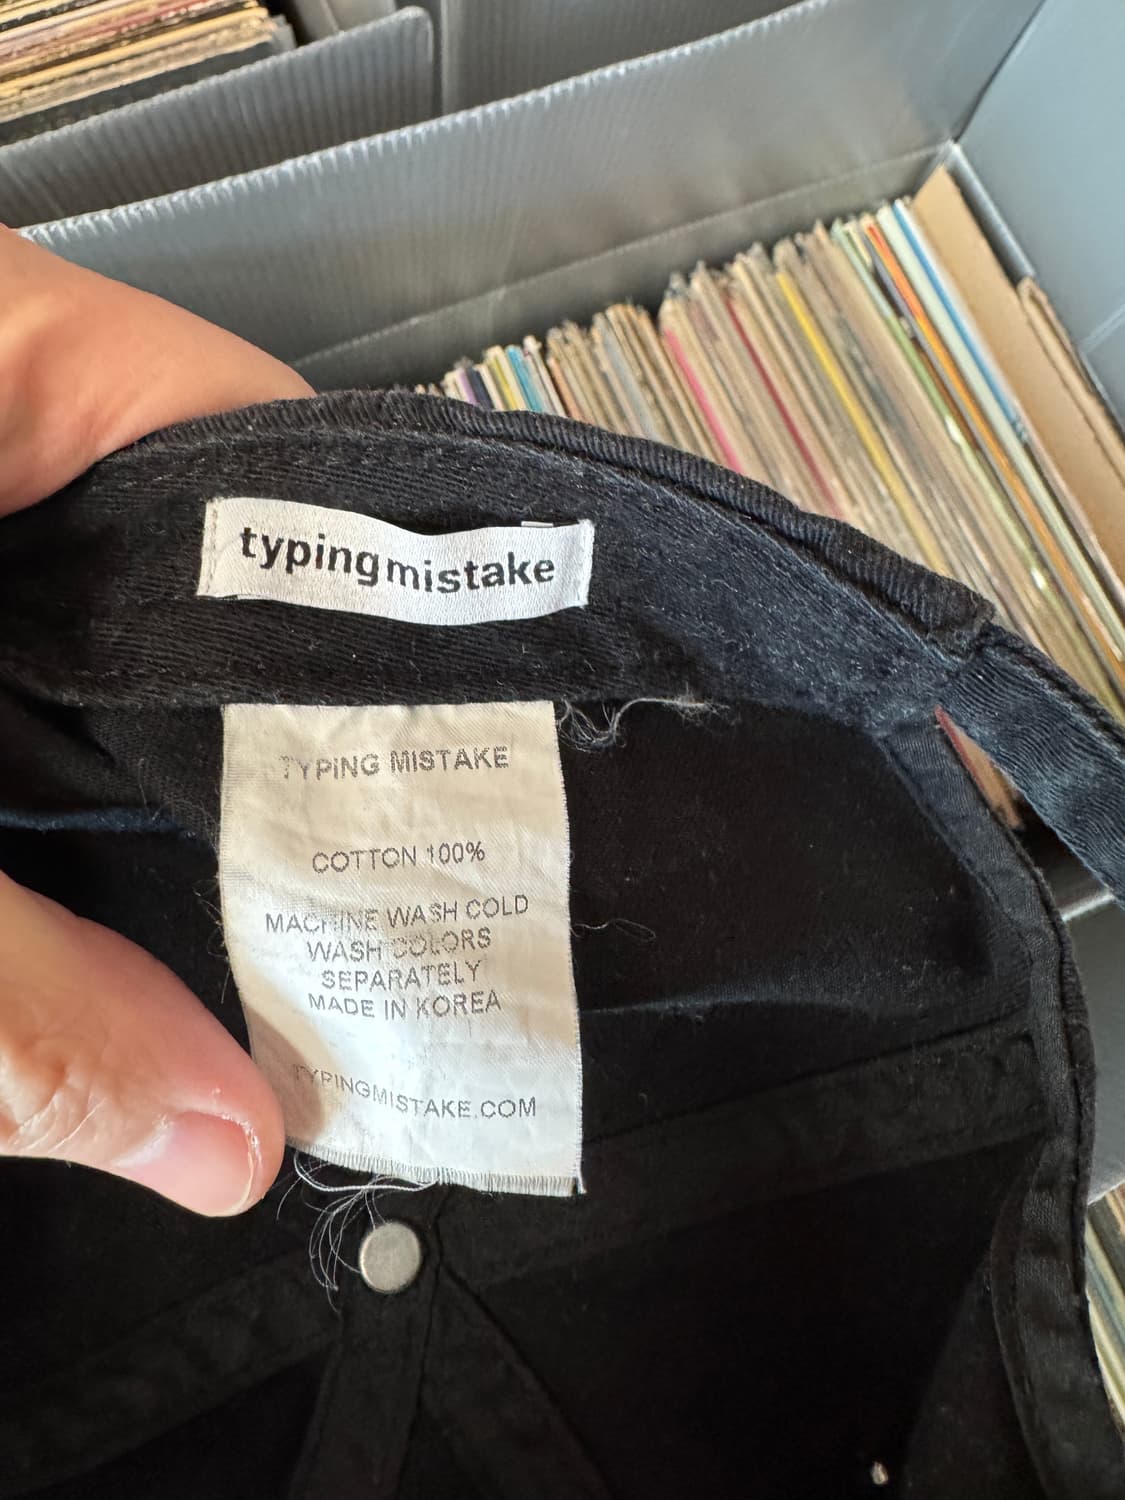 typingmistake
TYPING MISTAKE
COTTON 100%
MACHINE WASH COLD
WASH COLORS
SEPARATELY
MADE IN KOREA
TYPINGMISTAKE.COM